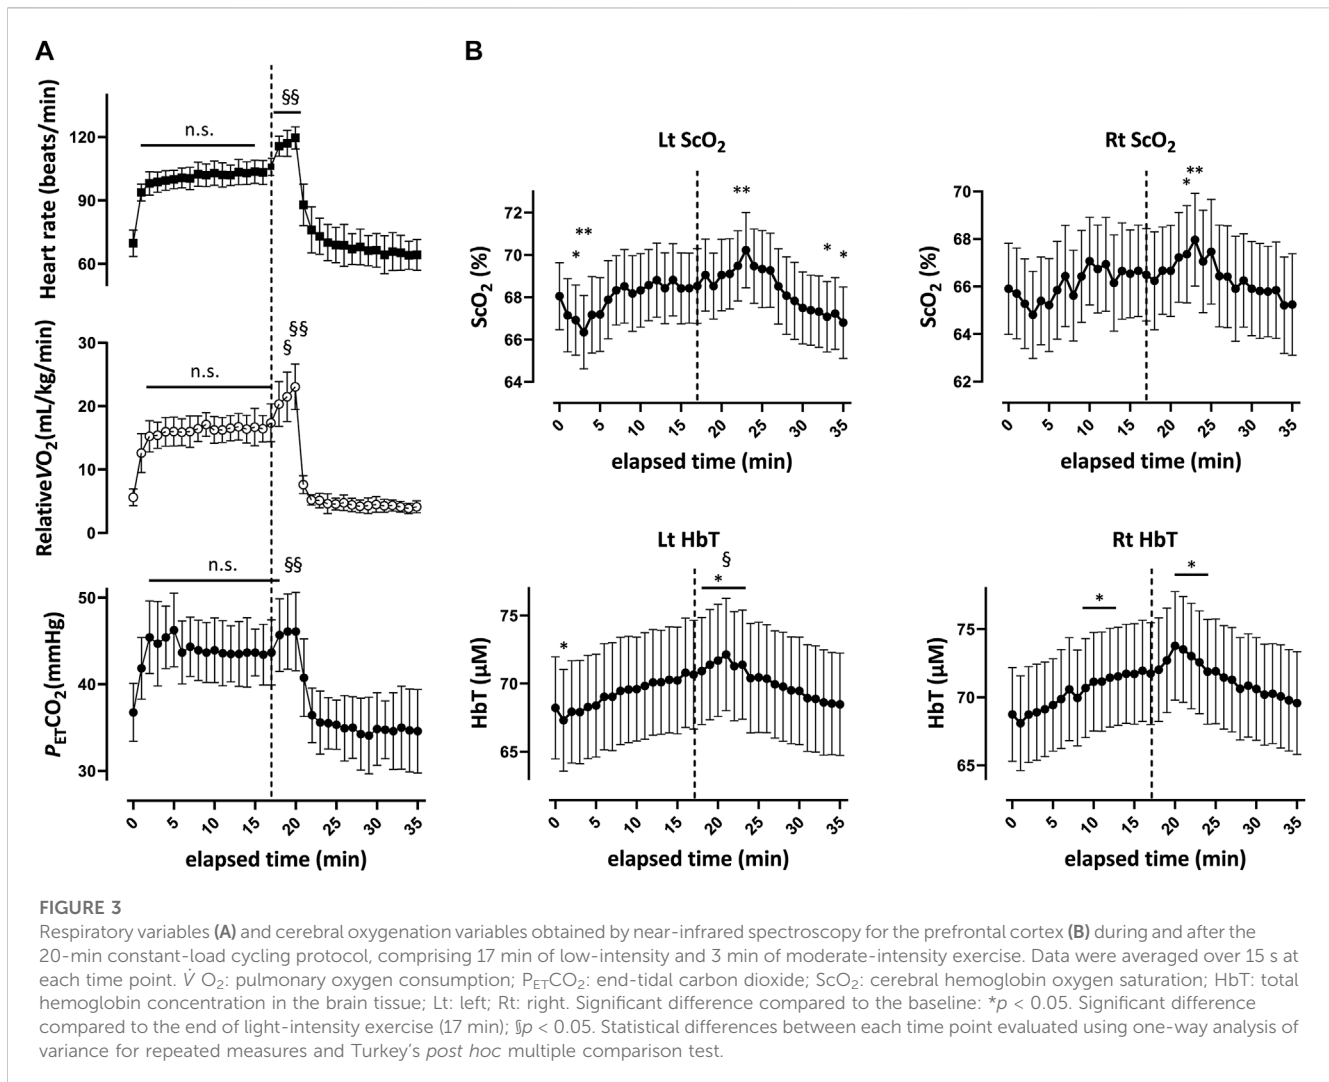 A
B
Heart rate (beats/min)
120
90
60
n.s.
§§
RelativeVO₂(mL/kg/min)
30
20
10
0
n.s.
§
§§
PETCO₂(mmHg)
50
40
30
n.s.
§§
0 5 10 15 20 25 30 35
elapsed time (min)
Lt ScO₂
ScO₂ (%)
72
70
68
66
64
*
**
**
*
*
0 5 10 15 20 25 30 35
elapsed time (min)
Rt ScO₂
ScO₂ (%)
70
68
66
64
62
*
**
0 5 10 15 20 25 30 35
elapsed time (min)
Lt HbT
HbT (µM)
75
70
65
*
*
§
0 5 10 15 20 25 30 35
elapsed time (min)
Rt HbT
HbT (µM)
75
70
65
*
*
0 5 10 15 20 25 30 35
elapsed time (min)
FIGURE 3
Respiratory variables (A) and cerebral oxygenation variables obtained by near-infrared spectroscopy for the prefrontal cortex (B) during and after the
20-min constant-load cycling protocol, comprising 17 min of low-intensity and 3 min of moderate-intensity exercise. Data were averaged over 15 s at
each time point. V̇ O₂: pulmonary oxygen consumption; PETCO₂: end-tidal carbon dioxide; ScO₂: cerebral hemoglobin oxygen saturation; HbT: total
hemoglobin concentration in the brain tissue; Lt: left; Rt: right. Significant difference compared to the baseline: *p < 0.05. Significant difference
compared to the end of light-intensity exercise (17 min); §p < 0.05. Statistical differences between each time point evaluated using one-way analysis of
variance for repeated measures and Turkey's post hoc multiple comparison test.